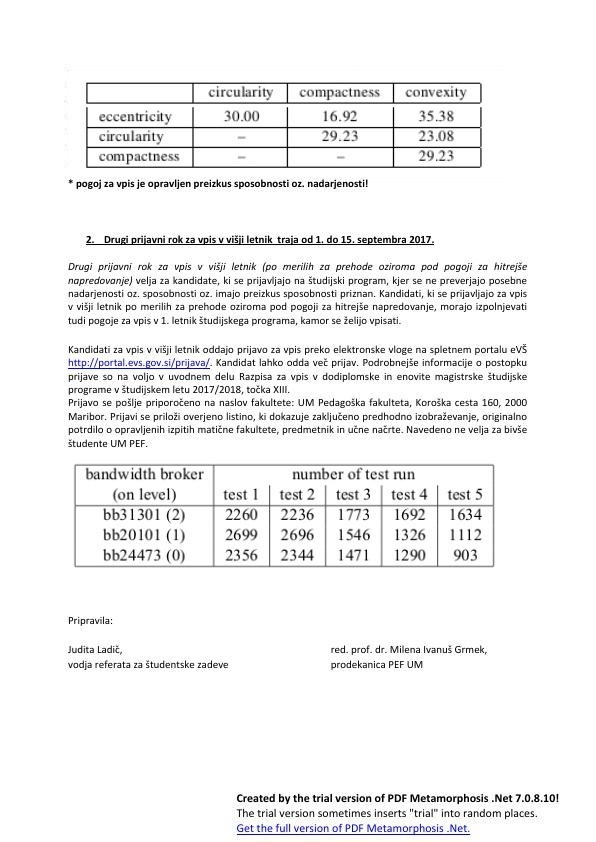 circularity compactness convexity
eccentricity 30.00 16.92 35.38
circularity – 29.23 23.08
compactness – – 29.23
* pogoj za vpis je opravljen preizkus sposobnosti oz. nadarjenosti!
2. Drugi prijavni rok za vpis v višji letnik traja od 1. do 15. septembra 2017.
Drugi prijavni rok za vpis v višji letnik (po merilih za prehode oziroma pod pogoji za hitrejše
napredovanje) velja za kandidate, ki se prijavljajo na študijski program, kjer se ne preverjajo posebne
nadarjenosti oz. sposobnosti oz. imajo preizkus sposobnosti priznan. Kandidati, ki se prijavljajo za vpis
v višji letnik po merilih za prehode oziroma pod pogoji za hitrejše napredovanje, morajo izpolnjevati
tudi pogoje za vpis v 1. letnik študijskega programa, kamor se želijo vpisati.
Kandidati za vpis v višji letnik oddajo prijavo za vpis preko elektronske vloge na spletnem portalu eVŠ
http://portal.evs.gov.si/prijava/. Kandidat lahko odda več prijav. Podrobnejše informacije o postopku
prijave so na voljo v uvodnem delu Razpisa za vpis v dodiplomske in enovite magistrske študijske
programe v študijskem letu 2017/2018, točka XIII.
Prijavo se pošlje priporočeno na naslov fakultete: UM Pedagoška fakulteta, Koroška cesta 160, 2000
Maribor. Prijavi se priloži overjeno listino, ki dokazuje zaključeno predhodno izobraževanje, originalno
potrdilo o opravljenih izpitih matične fakultete, predmetnik in učne načrte. Navedeno ne velja za bivše
študente UM PEF.
bandwidth broker number of test run
(on level) test 1 test 2 test 3 test 4 test 5
bb31301 (2) 2260 2236 1773 1692 1634
bb20101 (1) 2699 2696 1546 1326 1112
bb24473 (0) 2356 2344 1471 1290 903
Pripravila:
Judita Ladič, red. prof. dr. Milena Ivanuš Grmek,
vodja referata za študentske zadeve prodekanica PEF UM
Created by the trial version of PDF Metamorphosis .Net 7.0.8.10!
The trial version sometimes inserts "trial" into random places.
Get the full version of PDF Metamorphosis .Net.